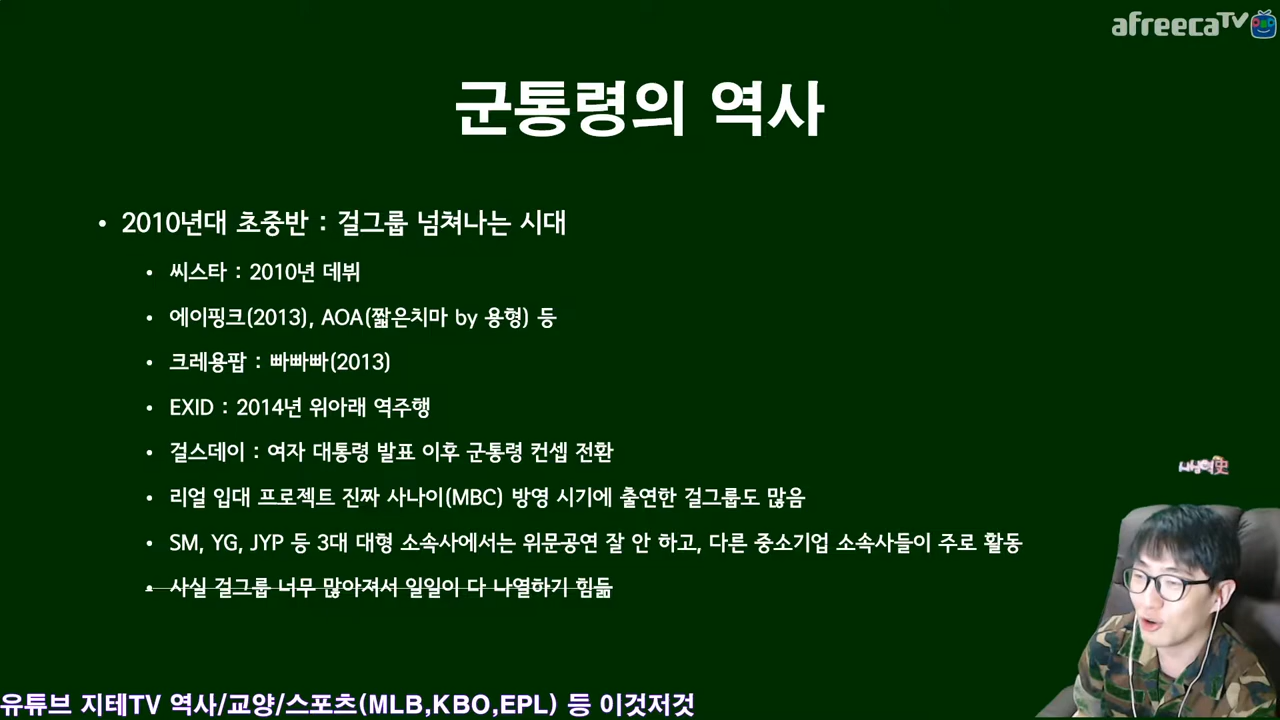 afreecaTV
군통령의 역사
• 2010년대 초중반 : 걸그룹 넘쳐나는 시대
• 씨스타 : 2010년 데뷔
• 에이핑크(2013), AOA(짧은치마 by 용형) 등
• 크레용팝 : 빠빠빠(2013)
• EXID : 2014년 위아래 역주행
• 걸스데이 : 여자 대통령 발표 이후 군통령 컨셉 전환
• 리얼 입대 프로젝트 진짜 사나이(MBC) 방영 시기에 출연한 걸그룹도 많음
• SM, YG, JYP 등 3대 대형 소속사에서는 위문공연 잘 안 하고, 다른 중소기업 소속사들이 주로 활동
• 사실 걸그룹 너무 많아져서 일일이 다 나열하기 힘듦
유튜브 지테TV 역사/교양/스포츠(MLB,KBO,EPL) 등 이것저것